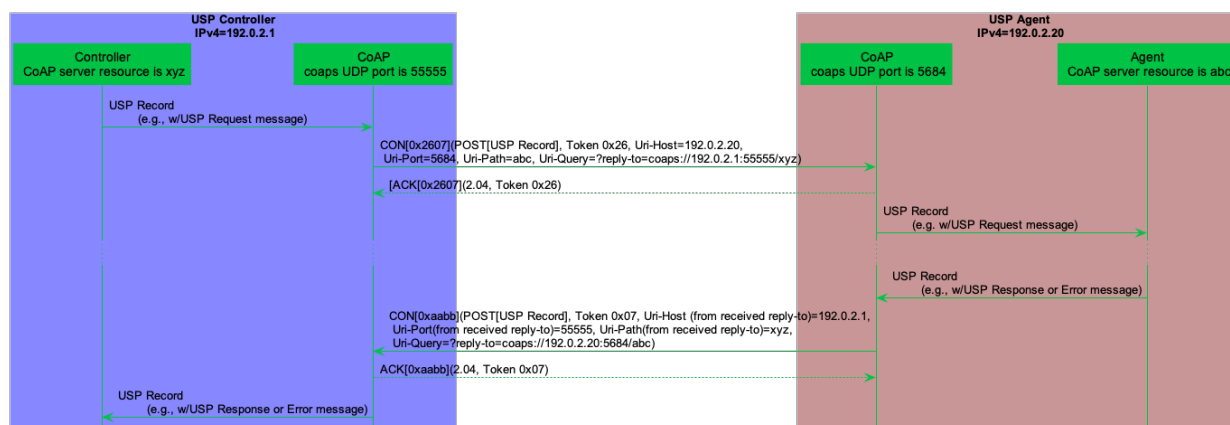 USP Controller
IPv4=192.0.2.1
USP Agent
IPv4=192.0.2.20
Controller
CoAP server resource is xyz
CoAP
coaps UDP port is 55555
CoAP
coaps UDP port is 5684
Agent
CoAP server resource is abc
USP Record
(e.g., w/USP Request message)
CON[0x2607](POST[USP Record], Token 0x26, Uri-Host=192.0.2.20,
Uri-Port=5684, Uri-Path=abc, Uri-Query=?reply-to=coaps://192.0.2.1:55555/xyz)
[ACK[0x2607](2.04, Token 0x26)
USP Record
(e.g. w/USP Request message)
USP Record
(e.g., w/USP Response or Error message)
CON[0xaabb](POST[USP Record], Token 0x07, Uri-Host (from received reply-to)=192.0.2.1,
Uri-Port(from received reply-to)=55555, Uri-Path(from received reply-to)=xyz,
Uri-Query=?reply-to=coaps://192.0.2.20:5684/abc)
ACK[0xaabb](2.04, Token 0x07)
USP Record
(e.g., w/USP Response or Error message)